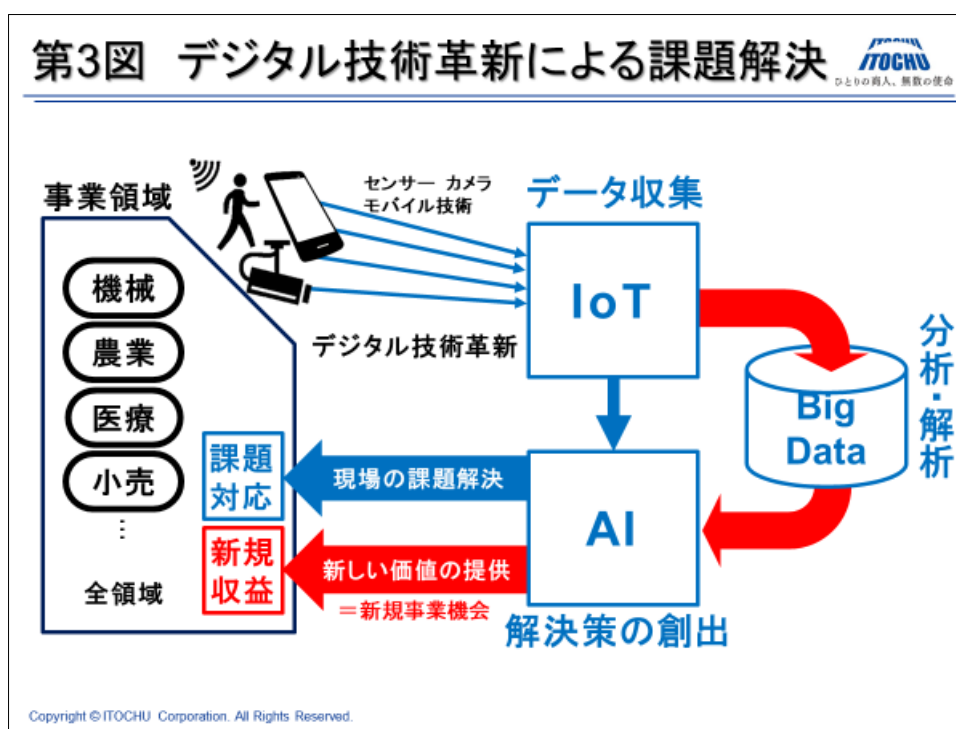 第3図 デジタル技術革新による課題解決
ITOCHU
ITOCHU
ひとりの商人、無数の使命
事業領域
センサー カメラ
モバイル技術
データ収集
機械
農業
医療
小売
…
全領域
デジタル技術革新
IoT
分析・解析
Big
Data
課題
対応
現場の課題解決
AI
新規
収益
新しい価値の提供
＝新規事業機会
解決策の創出
Copyright © ITOCHU Corporation. All Rights Reserved.